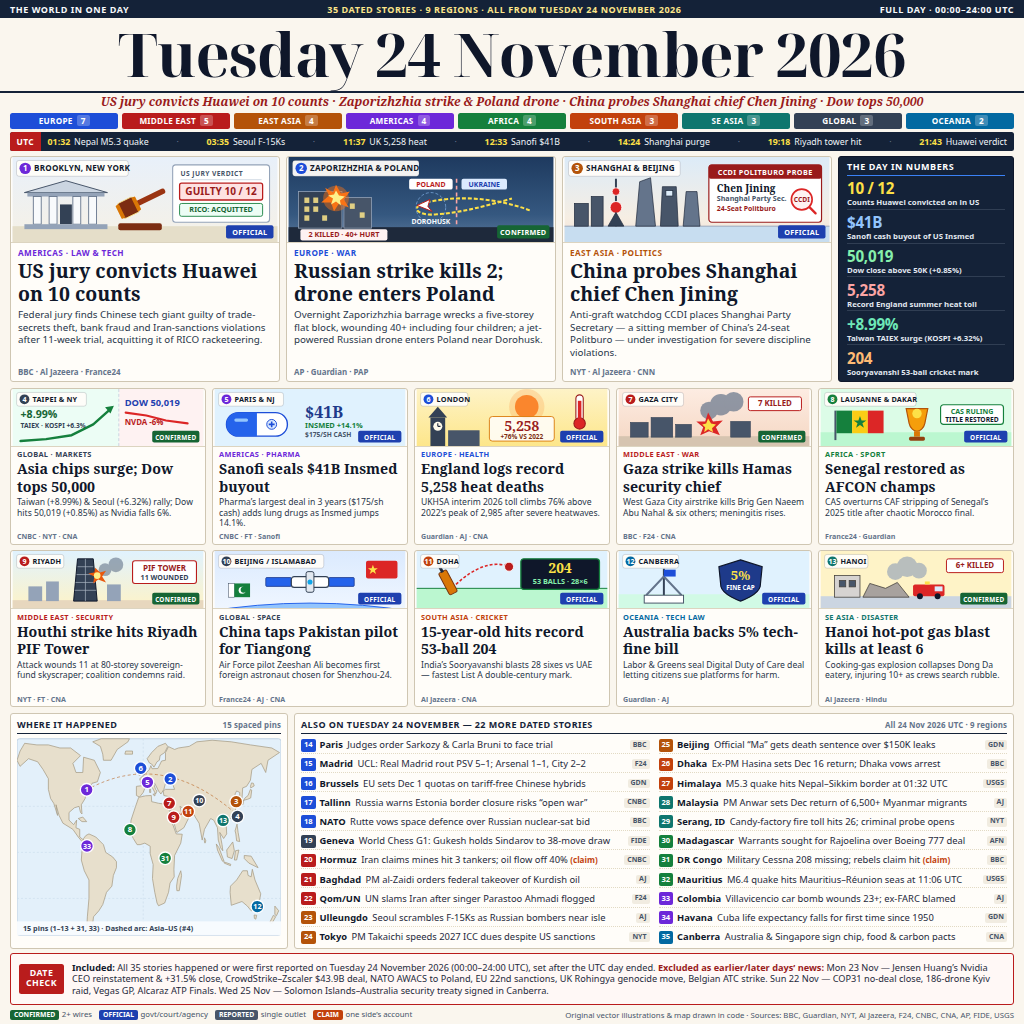 THE WORLD IN ONE DAY
35 DATED STORIES · 9 REGIONS · ALL FROM TUESDAY 24 NOVEMBER 2026
FULL DAY · 00:00–24:00 UTC
Tuesday 24 November 2026
US jury convicts Huawei on 10 counts · Zaporizhzhia strike & Poland drone · China probes Shanghai chief Chen Jining · Dow tops 50,000
EUROPE 7
MIDDLE EAST 5
EAST ASIA 4
AMERICAS 4
AFRICA 4
SOUTH ASIA 3
SE ASIA 3
GLOBAL 3
OCEANIA 2
UTC
01:32 Nepal M5.3 quake · 03:35 Seoul F-15Ks · 11:37 UK 5,258 heat · 12:33 Sanofi $41B · 14:24 Shanghai purge · 19:18 Riyadh tower hit · 21:43 Huawei verdict
1 BROOKLYN, NEW YORK
US JURY VERDICT
GUILTY 10 / 12
RICO: ACQUITTED
OFFICIAL
AMERICAS · LAW & TECH
US jury convicts Huawei
on 10 counts
Federal jury finds Chinese tech giant guilty of trade-
secrets theft, bank fraud and Iran-sanctions violations
after 11-week trial, acquitting it of RICO racketeering.
BBC · Al Jazeera · France24
2 ZAPORIZHZHIA & POLAND
POLAND
UKRAINE
DOROHUSK
2 KILLED · 40+ HURT
CONFIRMED
EUROPE · WAR
Russian strike kills 2;
drone enters Poland
Overnight Zaporizhzhia barrage wrecks a five-storey
flat block, wounding 40+ including four children; a jet-
powered Russian drone enters Poland near Dorohusk.
AP · Guardian · PAP
3 SHANGHAI & BEIJING
CCDI POLITBURO PROBE
Chen Jining
Shanghai Party Sec.
24-Seat Politburo
CCDI
OFFICIAL
EAST ASIA · POLITICS
China probes Shanghai
chief Chen Jining
Anti-graft watchdog CCDI places Shanghai Party
Secretary — a sitting member of China's 24-seat
Politburo — under investigation for severe discipline
violations.
NYT · Al Jazeera · CNN
THE DAY IN NUMBERS
10 / 12
Counts Huawei convicted on in US
$41B
Sanofi cash buyout of US Insmed
50,019
Dow close above 50K (+0.85%)
5,258
Record England summer heat toll
+8.99%
Taiwan TAIEX surge (KOSPI +6.32%)
204
Sooryavanshi 53-ball cricket mark
4 TAIPEI & NY
+8.99%
TAIEX · KOSPI +6.3%
DOW 50,019
NVDA -6%
CONFIRMED
GLOBAL · MARKETS
Asia chips surge; Dow
tops 50,000
Taiwan (+8.99%) & Seoul (+6.32%) rally; Dow
hits 50,019 (+0.85%) as Nvidia falls 6%.
CNBC · NYT · CNA
5 PARIS & NJ
$41B
INSMED +14.1%
$175/SH CASH
OFFICIAL
AMERICAS · PHARMA
Sanofi seals $41B Insmed
buyout
Pharma's largest deal in 3 years ($175/sh
cash) adds lung drugs as Insmed jumps
14.1%.
CNBC · FT · Sanofi
6 LONDON
5,258
+76% VS 2022
OFFICIAL
EUROPE · HEALTH
England logs record
5,258 heat deaths
UKHSA interim 2026 toll climbs 76% above
2022's peak of 2,985 after severe heatwaves.
Guardian · AJ · CNA
7 GAZA CITY
7 KILLED
CONFIRMED
MIDDLE EAST · WAR
Gaza strike kills Hamas
security chief
West Gaza City airstrike kills Brig Gen Naeem
Abu Nahal & six others; meningitis rises.
BBC · F24 · CNA
8 LAUSANNE & DAKAR
CAS RULING
TITLE RESTORED
OFFICIAL
AFRICA · SPORT
Senegal restored as
AFCON champs
CAS overturns CAF stripping of Senegal's
2025 title after chaotic Morocco final.
France24 · Guardian
9 RIYADH
PIF TOWER
11 WOUNDED
CONFIRMED
MIDDLE EAST · SECURITY
Houthi strike hits Riyadh
PIF Tower
Attack wounds 11 at 80-storey sovereign-
fund skyscraper; coalition condemns raid.
NYT · FT · CNA
10 BEIJING / ISLAMABAD
OFFICIAL
GLOBAL · SPACE
China taps Pakistan pilot
for Tiangong
Air Force pilot Zeeshan Ali becomes first
foreign astronaut chosen for Shenzhou-24.
France24 · AJ · CNA
11 DOHA
204
53 BALLS · 28×6
OFFICIAL
SOUTH ASIA · CRICKET
15-year-old hits record
53-ball 204
India's Sooryavanshi blasts 28 sixes vs UAE
— fastest List A double-century mark.
Al Jazeera · CNA
12 CANBERRA
5%
FINE CAP
OFFICIAL
OCEANIA · TECH LAW
Australia backs 5% tech-
fine bill
Labor & Greens seal Digital Duty of Care deal
letting citizens sue platforms for harm.
Guardian · AJ
13 HANOI
6+ KILLED
CONFIRMED
SE ASIA · DISASTER
Hanoi hot-pot gas blast
kills at least 6
Cooking-gas explosion collapses Dong Da
eatery, injuring 10+ as crews search rubble.
Al Jazeera · Hindu
WHERE IT HAPPENED
15 spaced pins
6
5
2
1
7
10
3
9
11
4
13
8
33
31
12
15 pins (1–13 + 31, 33) · Dashed arc: Asia–US (#4)
ALSO ON TUESDAY 24 NOVEMBER — 22 MORE DATED STORIES
All 24 Nov 2026 UTC · 9 regions
14 Paris Judges order Sarkozy & Carla Bruni to face trial BBC
15 Madrid UCL: Real Madrid rout PSV 5–1; Arsenal 1–1, City 2–2 F24
16 Brussels EU sets Dec 1 quotas on tariff-free Chinese hybrids GDN
17 Tallinn Russia warns Estonia border closure risks "open war" CNBC
18 NATO Rutte vows space defence over Russian nuclear-sat bid BBC
19 Geneva World Chess G1: Gukesh holds Sindarov to 38-move draw FIDE
20 Hormuz Iran claims mines hit 3 tankers; oil flow off 40% (claim) CNBC
21 Baghdad PM al-Zaidi orders federal takeover of Kurdish oil AJ
22 Qom/UN UN slams Iran after singer Parastoo Ahmadi flogged F24
23 Ulleungdo Seoul scrambles F-15Ks as Russian bombers near isle AJ
24 Tokyo PM Takaichi speeds 2027 ICC dues despite US sanctions NYT
25 Beijing Official "Ma" gets death sentence over $150K leaks GDN
26 Dhaka Ex-PM Hasina sets Dec 16 return; Dhaka vows arrest BBC
27 Himalaya M5.3 quake hits Nepal–Sikkim border at 01:32 UTC USGS
28 Malaysia PM Anwar sets Dec return of 6,500+ Myanmar migrants AJ
29 Serang, ID Candy-factory fire toll hits 26; criminal probe opens NYT
30 Madagascar Warrants sought for Rajoelina over Boeing 777 deal AFN
31 DR Congo Military Cessna 208 missing; rebels claim hit (claim) BBC
32 Mauritius M6.4 quake hits Mauritius–Réunion seas at 11:06 UTC USGS
33 Colombia Villavicencio car bomb wounds 23+; ex-FARC blamed AJ
34 Havana Cuba life expectancy falls for first time since 1950 GDN
35 Canberra Australia & Singapore sign chip, food & carbon pacts CNA
DATE
CHECK
Included: All 35 stories happened or were first reported on Tuesday 24 November 2026 (00:00–24:00 UTC), set after the UTC day ended. Excluded as earlier/later days' news: Mon 23 Nov — Jensen Huang's Nvidia
CEO reinstatement & +31.5% close, CrowdStrike–Zscaler $43.9B deal, NATO AWACS to Poland, EU 22nd sanctions, UK Rohingya genocide move, Belgian ATC strike. Sun 22 Nov — COP31 no-deal close, 186-drone Kyiv
raid, Vegas GP, Alcaraz ATP Finals. Wed 25 Nov — Solomon Islands–Australia security treaty signed in Canberra.
CONFIRMED 2+ wires OFFICIAL govt/court/agency REPORTED single outlet CLAIM one side's account
Original vector illustrations & map drawn in code · Sources: BBC, Guardian, NYT, Al Jazeera, F24, CNBC, CNA, AP, FIDE, USGS